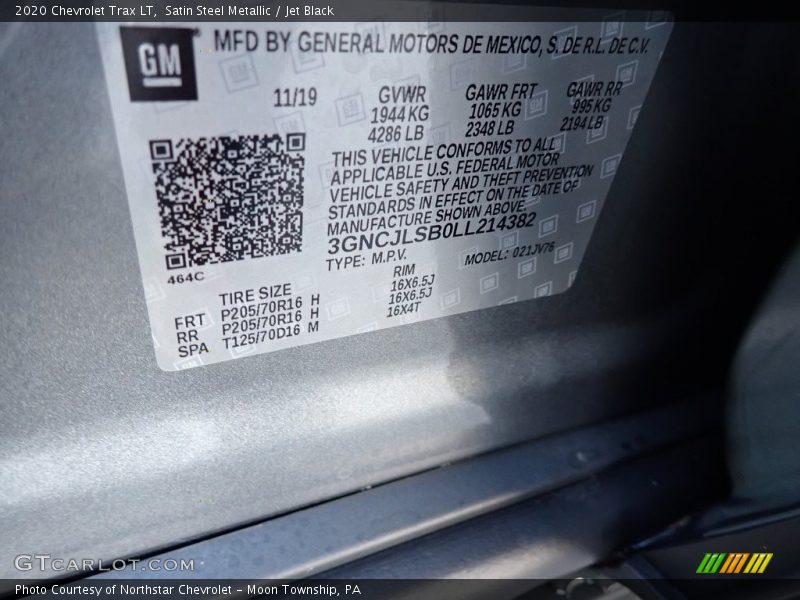 2020 Chevrolet Trax LT, Satin Steel Metallic / Jet Black
GM
MFD BY GENERAL MOTORS DE MEXICO, S. DE R.L. DE C.V.
11/19 GVWR GAWR FRT GAWR RR
1944 KG 1065 KG 995 KG
4286 LB 2348 LB 2194 LB
THIS VEHICLE CONFORMS TO ALL
APPLICABLE U.S. FEDERAL MOTOR
VEHICLE SAFETY AND THEFT PREVENTION
STANDARDS IN EFFECT ON THE DATE OF
MANUFACTURE SHOWN ABOVE
3GNCJLSB0LL214382
TYPE: M.P.V. MODEL: 021JV76
464C
TIRE SIZE RIM
FRT P205/70R16 H 16X6.5J
RR P205/70R16 H 16X6.5J
SPA T125/70D16 M 16X4T
GTCARLOT.COM
Photo Courtesy of Northstar Chevrolet - Moon Township, PA